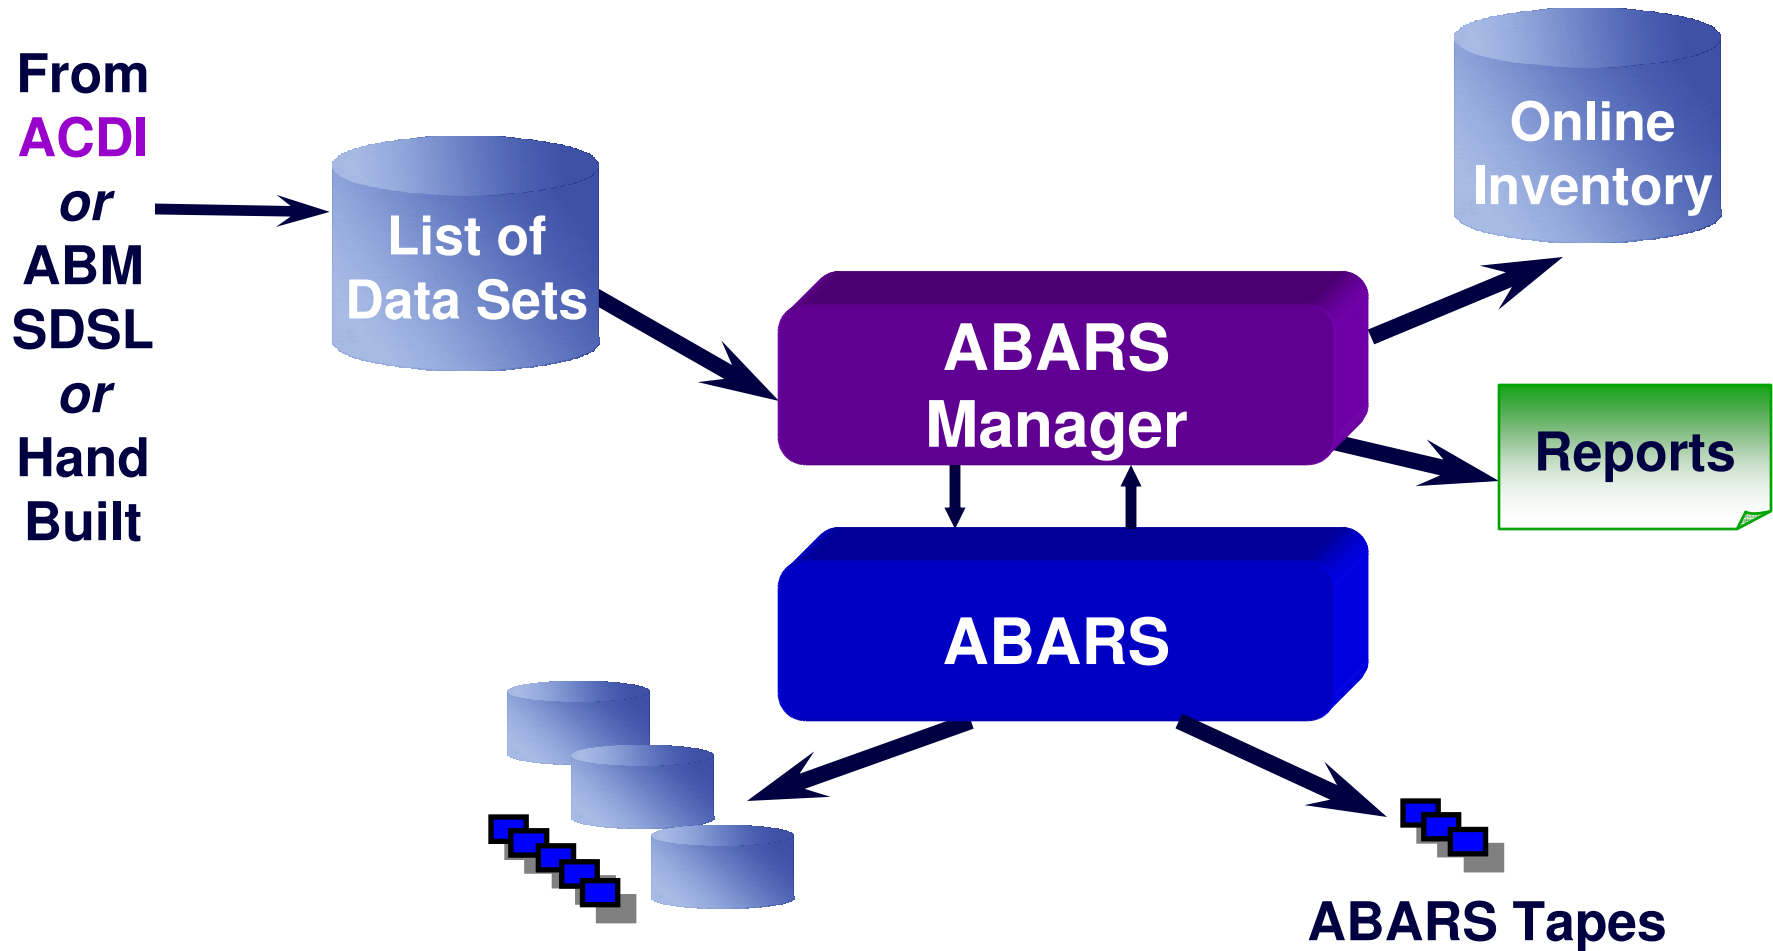 From
ACDI
or
ABM
SDSL
or
Hand
Built
List of
Data Sets
Online
Inventory
ABARS
Manager
Reports
ABARS
ABARS Tapes